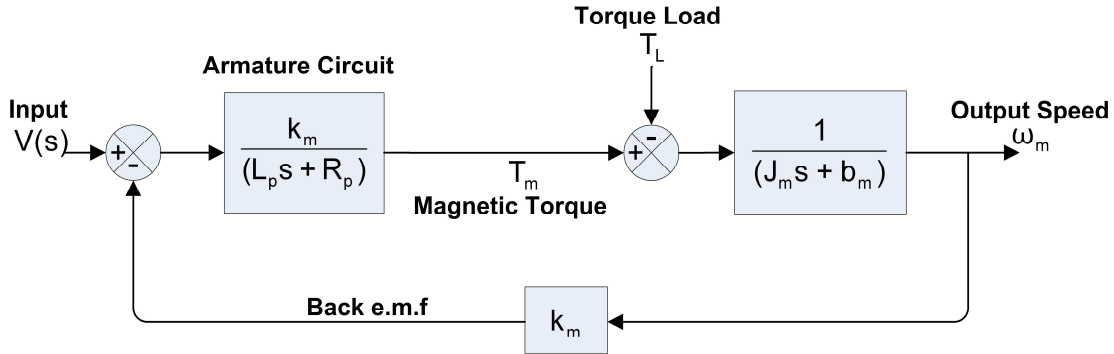 Torque Load
T_L
Armature Circuit
Input
V(s)
+
-
k_m
(L_p s + R_p)
T_m
Magnetic Torque
-
+
1
(J_m s + b_m)
Output Speed
ω_m
Back e.m.f
k_m